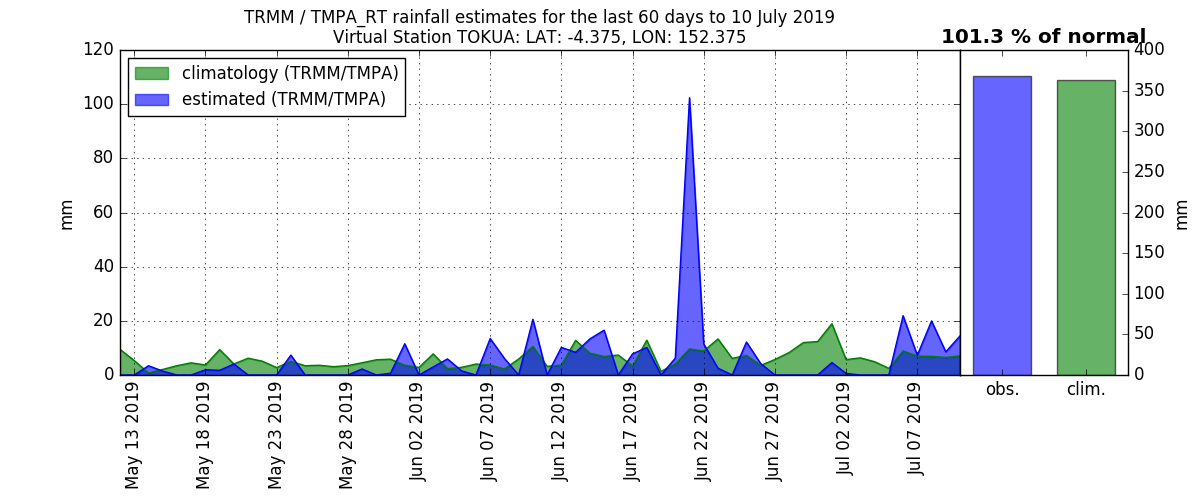 TRMM / TMPA_RT rainfall estimates for the last 60 days to 10 July 2019
Virtual Station TOKUA: LAT: -4.375, LON: 152.375
101.3 % of normal
climatology (TRMM/TMPA)
estimated (TRMM/TMPA)
120
100
80
60
40
20
0
mm
May 13 2019
May 18 2019
May 23 2019
May 28 2019
Jun 02 2019
Jun 07 2019
Jun 12 2019
Jun 17 2019
Jun 22 2019
Jun 27 2019
Jul 02 2019
Jul 07 2019
400
350
300
250
200
150
100
50
0
mm
obs.
clim.